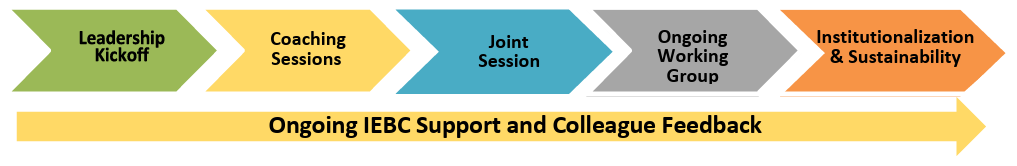 Leadership
Kickoff
Coaching
Sessions
Joint
Session
Ongoing
Working
Group
Institutionalization
& Sustainability
Ongoing IEBC Support and Colleague Feedback